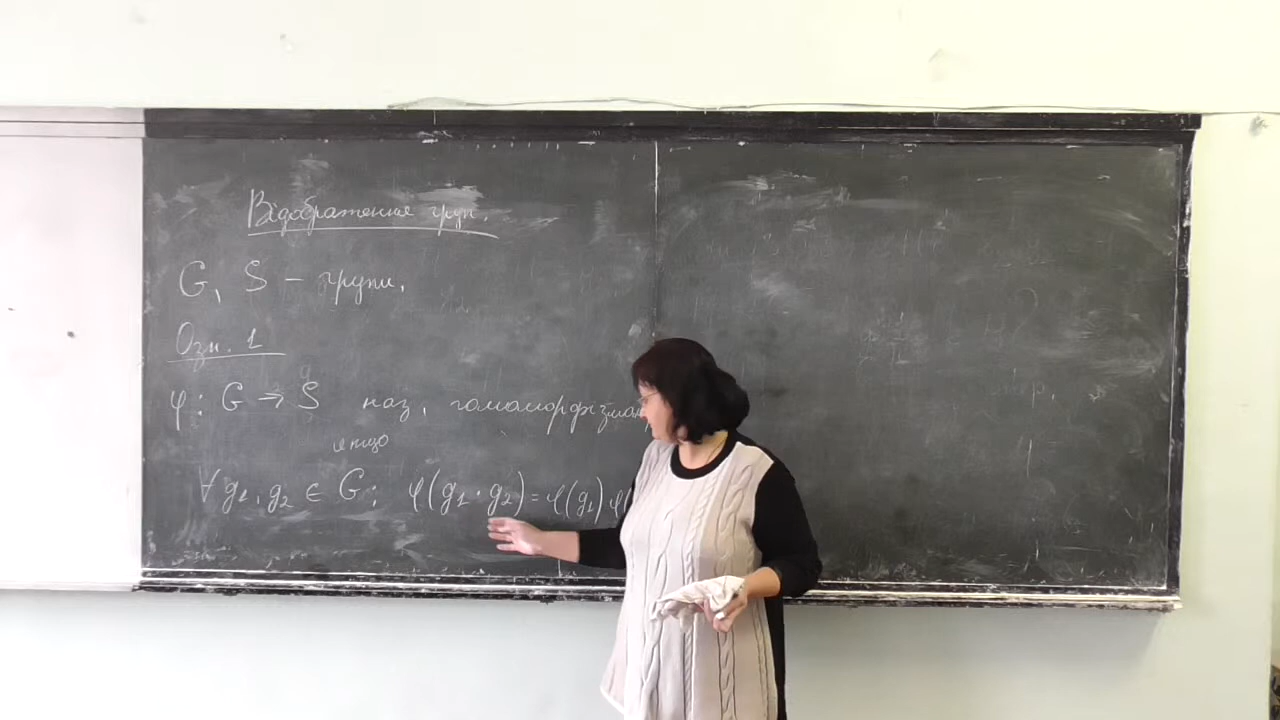 Відображення груп.
G, S – групи.
Озн. 1
φ : G → S наз. гомоморфізмом,
якщо
∀ g₁, g₂ ∈ G; φ(g₁ · g₂) = φ(g₁) φ(